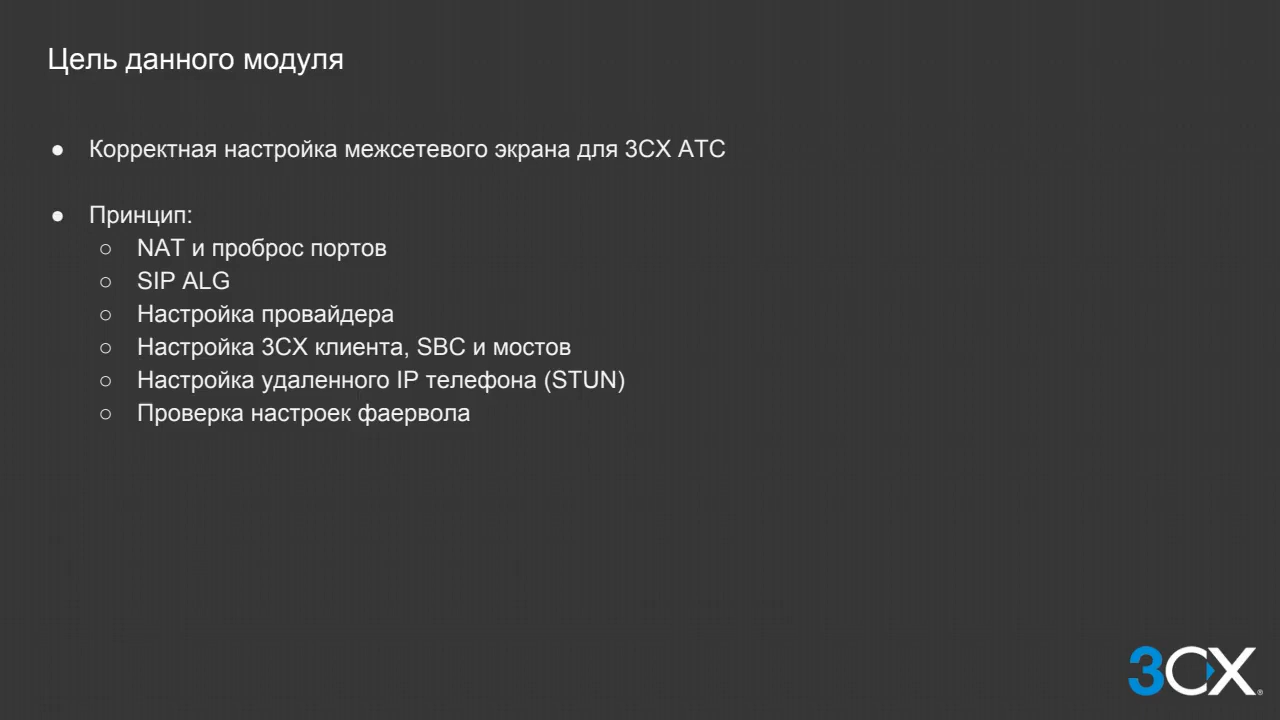 Цель данного модуля
● Корректная настройка межсетевого экрана для 3CX АТС
● Принцип:
○ NAT и проброс портов
○ SIP ALG
○ Настройка провайдера
○ Настройка 3CX клиента, SBC и мостов
○ Настройка удаленного IP телефона (STUN)
○ Проверка настроек фаервола
3CX®